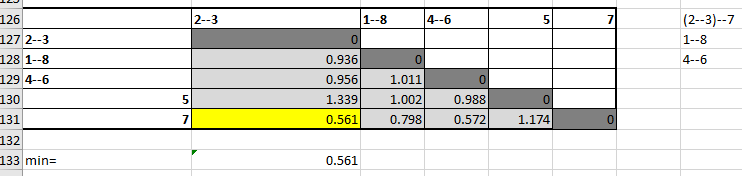 126 2--3 1--8 4--6 5 7 (2--3)--7
127 2--3 0 1--8
128 1--8 0.936 0 4--6
129 4--6 0.956 1.011 0
130 5 1.339 1.002 0.988 0
131 7 0.561 0.798 0.572 1.174 0
132
133 min= 0.561